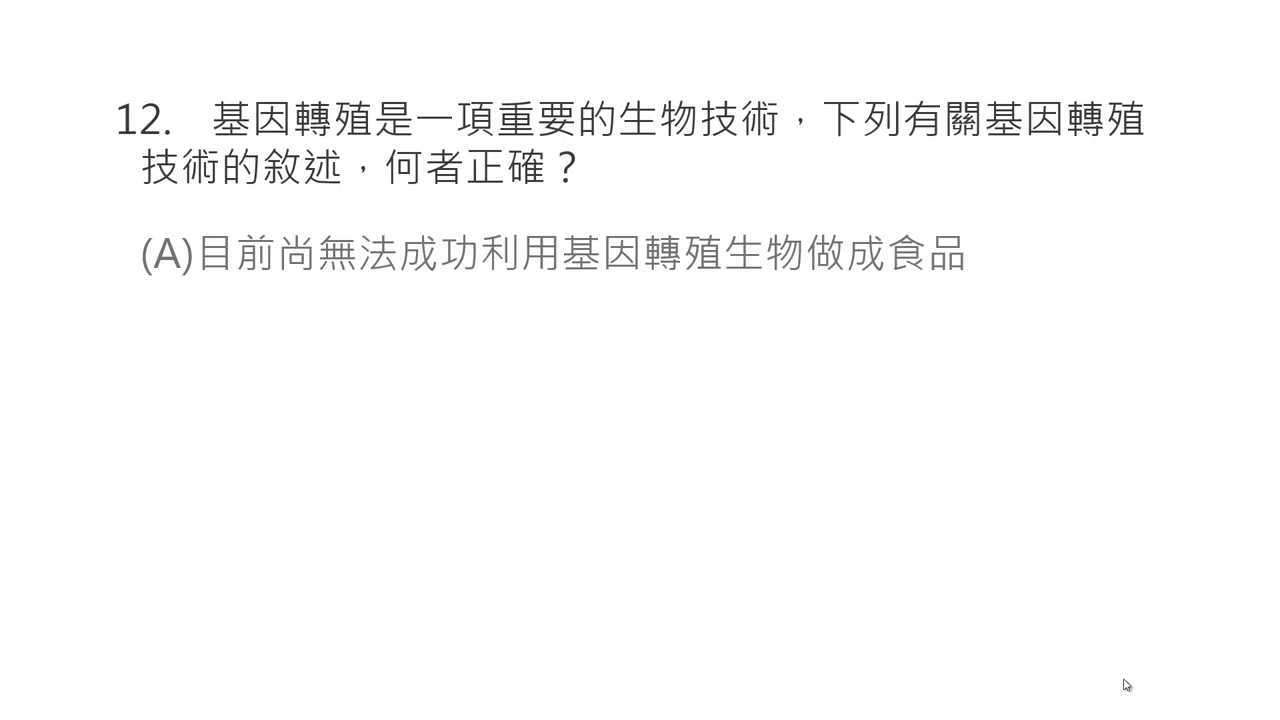 12. 基因轉殖是一項重要的生物技術，下列有關基因轉殖
技術的敘述，何者正確？
(A)目前尚無法成功利用基因轉殖生物做成食品